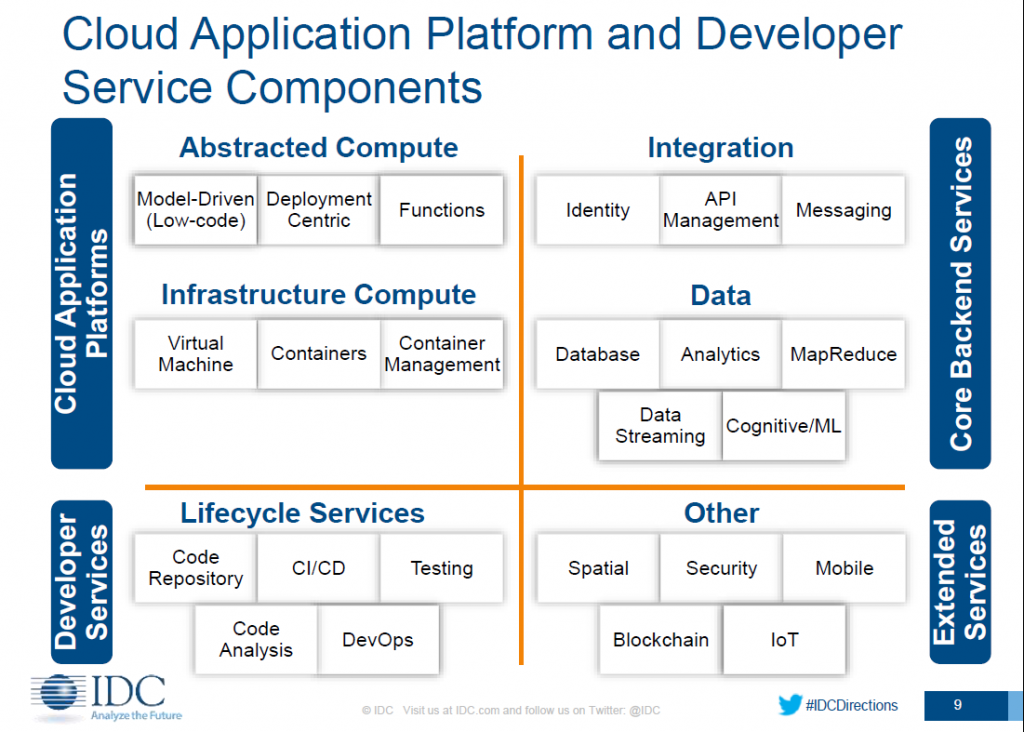 Cloud Application Platform and Developer
Service Components
Cloud Application
Platforms
Abstracted Compute
Model-Driven
(Low-code)
Deployment
Centric
Functions
Infrastructure Compute
Virtual
Machine
Containers
Container
Management
Integration
Identity
API
Management
Messaging
Data
Database
Analytics
MapReduce
Data
Streaming
Cognitive/ML
Core Backend Services
Developer
Services
Lifecycle Services
Code
Repository
CI/CD
Testing
Code
Analysis
DevOps
Other
Spatial
Security
Mobile
Blockchain
IoT
Extended
Services
IDC
Analyze the Future
© IDC Visit us at IDC.com and follow us on Twitter: @IDC
#IDCDirections
9